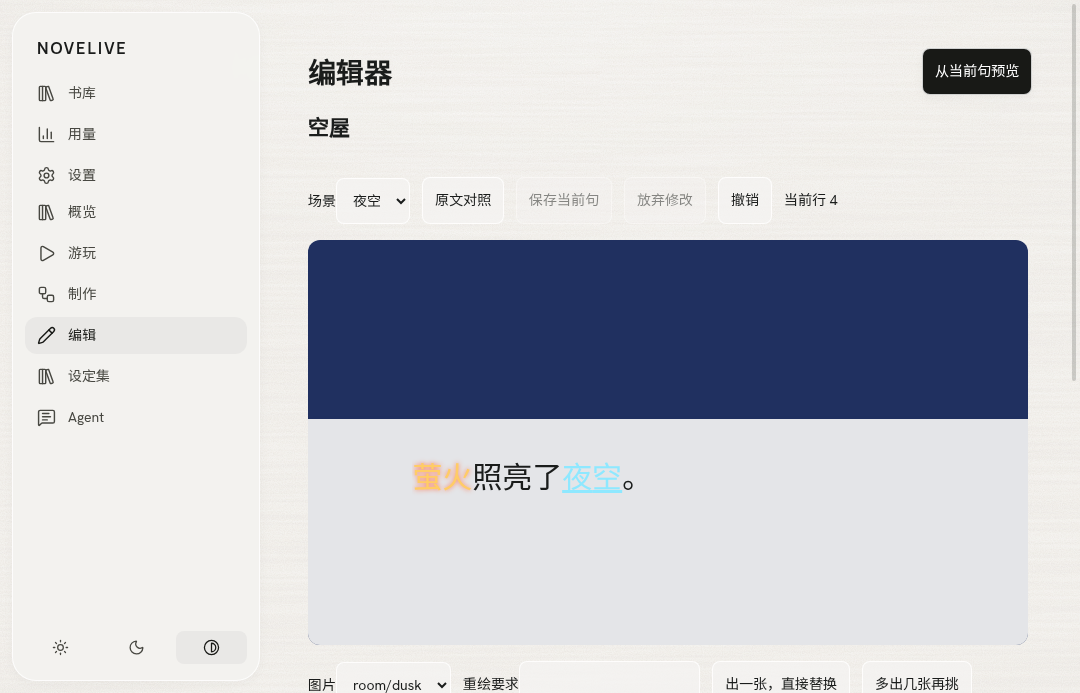 NOVELIVE
书库
用量
设置
概览
游玩
制作
编辑
设定集
Agent
编辑器
从当前句预览
空屋
场景 夜空 原文对照 保存当前句 放弃修改 撤销 当前行 4
萤火照亮了夜空。
图片 room/dusk 重绘要求 出一张，直接替换 多出几张再挑